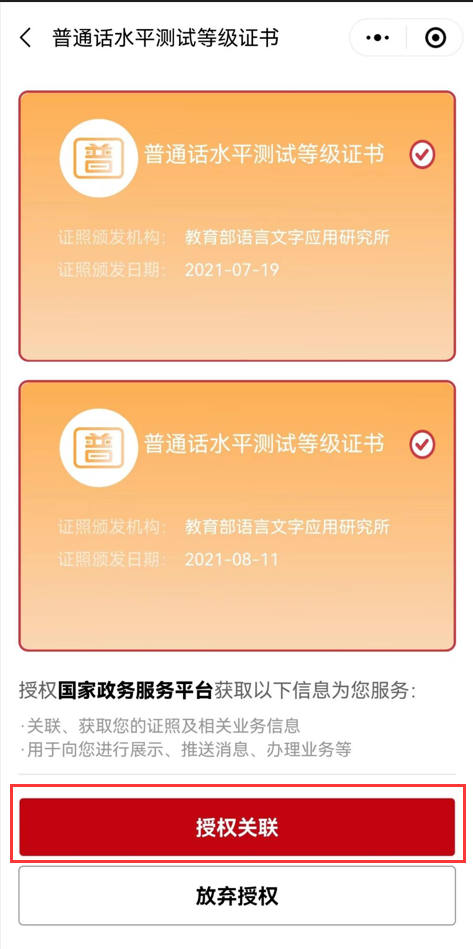 普通话水平测试等级证书
普
普通话水平测试等级证书
证照颁发机构： 教育部语言文字应用研究所
证照颁发日期： 2021-07-19
普
普通话水平测试等级证书
证照颁发机构： 教育部语言文字应用研究所
证照颁发日期： 2021-08-11
授权国家政务服务平台获取以下信息为您服务：
·关联、获取您的证照及相关业务信息
·用于向您进行展示、推送消息、办理业务等
授权关联
放弃授权